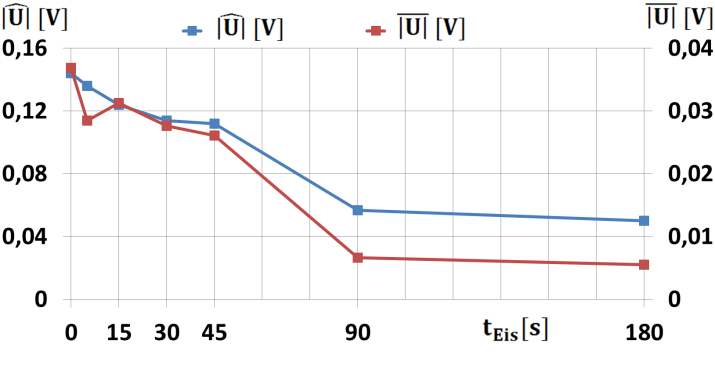 |Û| [V] |Û| [V] |U̅| [V] |U̅| [V]
0,16 0,04
0,12 0,03
0,08 0,02
0,04 0,01
0 0
0 15 30 45 90 t_Eis[s] 180